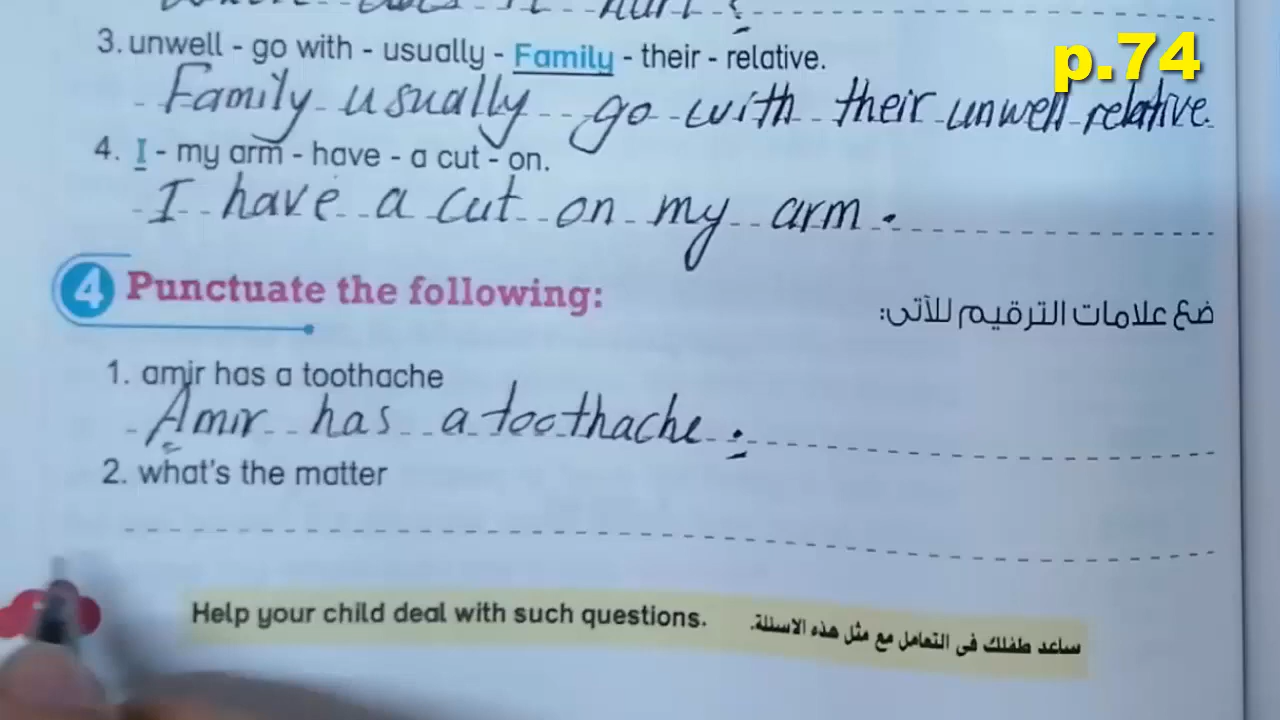 hurt ?
3. unwell - go with - usually - Family - their - relative.
p.74
Family usually go with their unwell relative.
4. I - my arm - have - a cut - on.
I have a cut on my arm.
4 Punctuate the following:
ضع علامات الترقيم للآتى:
1. amir has a toothache
Amir has a toothache.
2. what's the matter
Help your child deal with such questions.
ساعد طفلك فى التعامل مع مثل هذه الاسئلة.